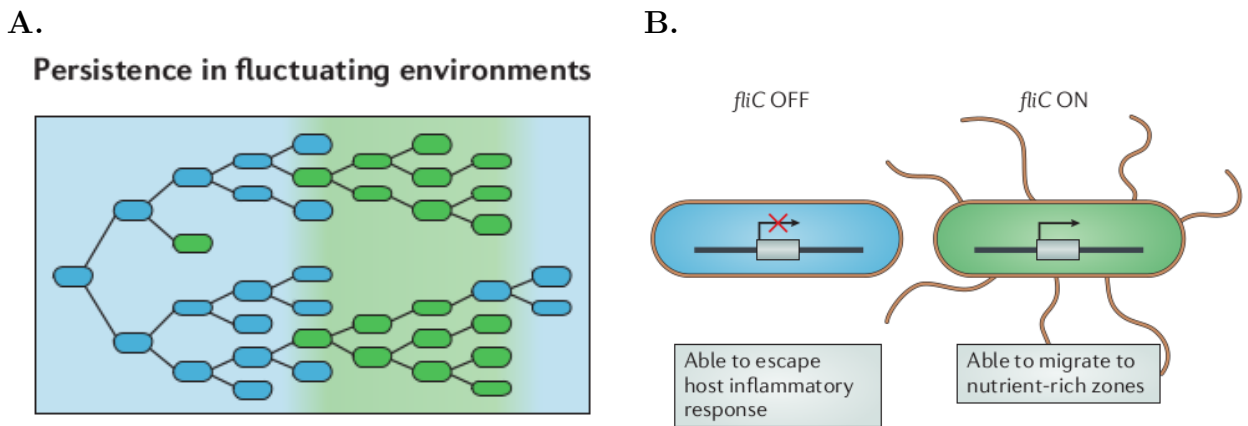 A.
Persistence in fluctuating environments
B.
fliC OFF
fliC ON
Able to escape
host inflammatory
response
Able to migrate to
nutrient-rich zones